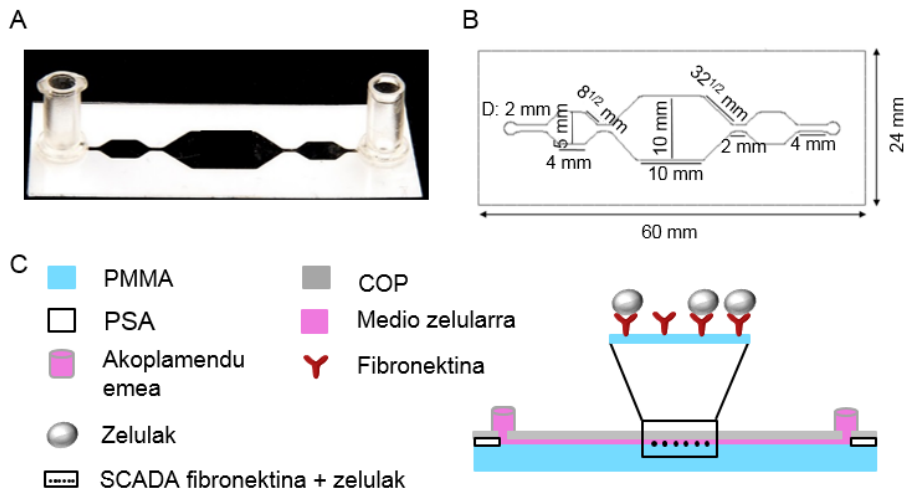 A
B
D: 2 mm
8^1/2 mm
32^1/2 mm
5 mm
10 mm
4 mm
2 mm
4 mm
10 mm
24 mm
60 mm
C
PMMA
COP
PSA
Medio zelularra
Akoplamendu
emea
Fibronektina
Zelulak
SCADA fibronektina + zelulak